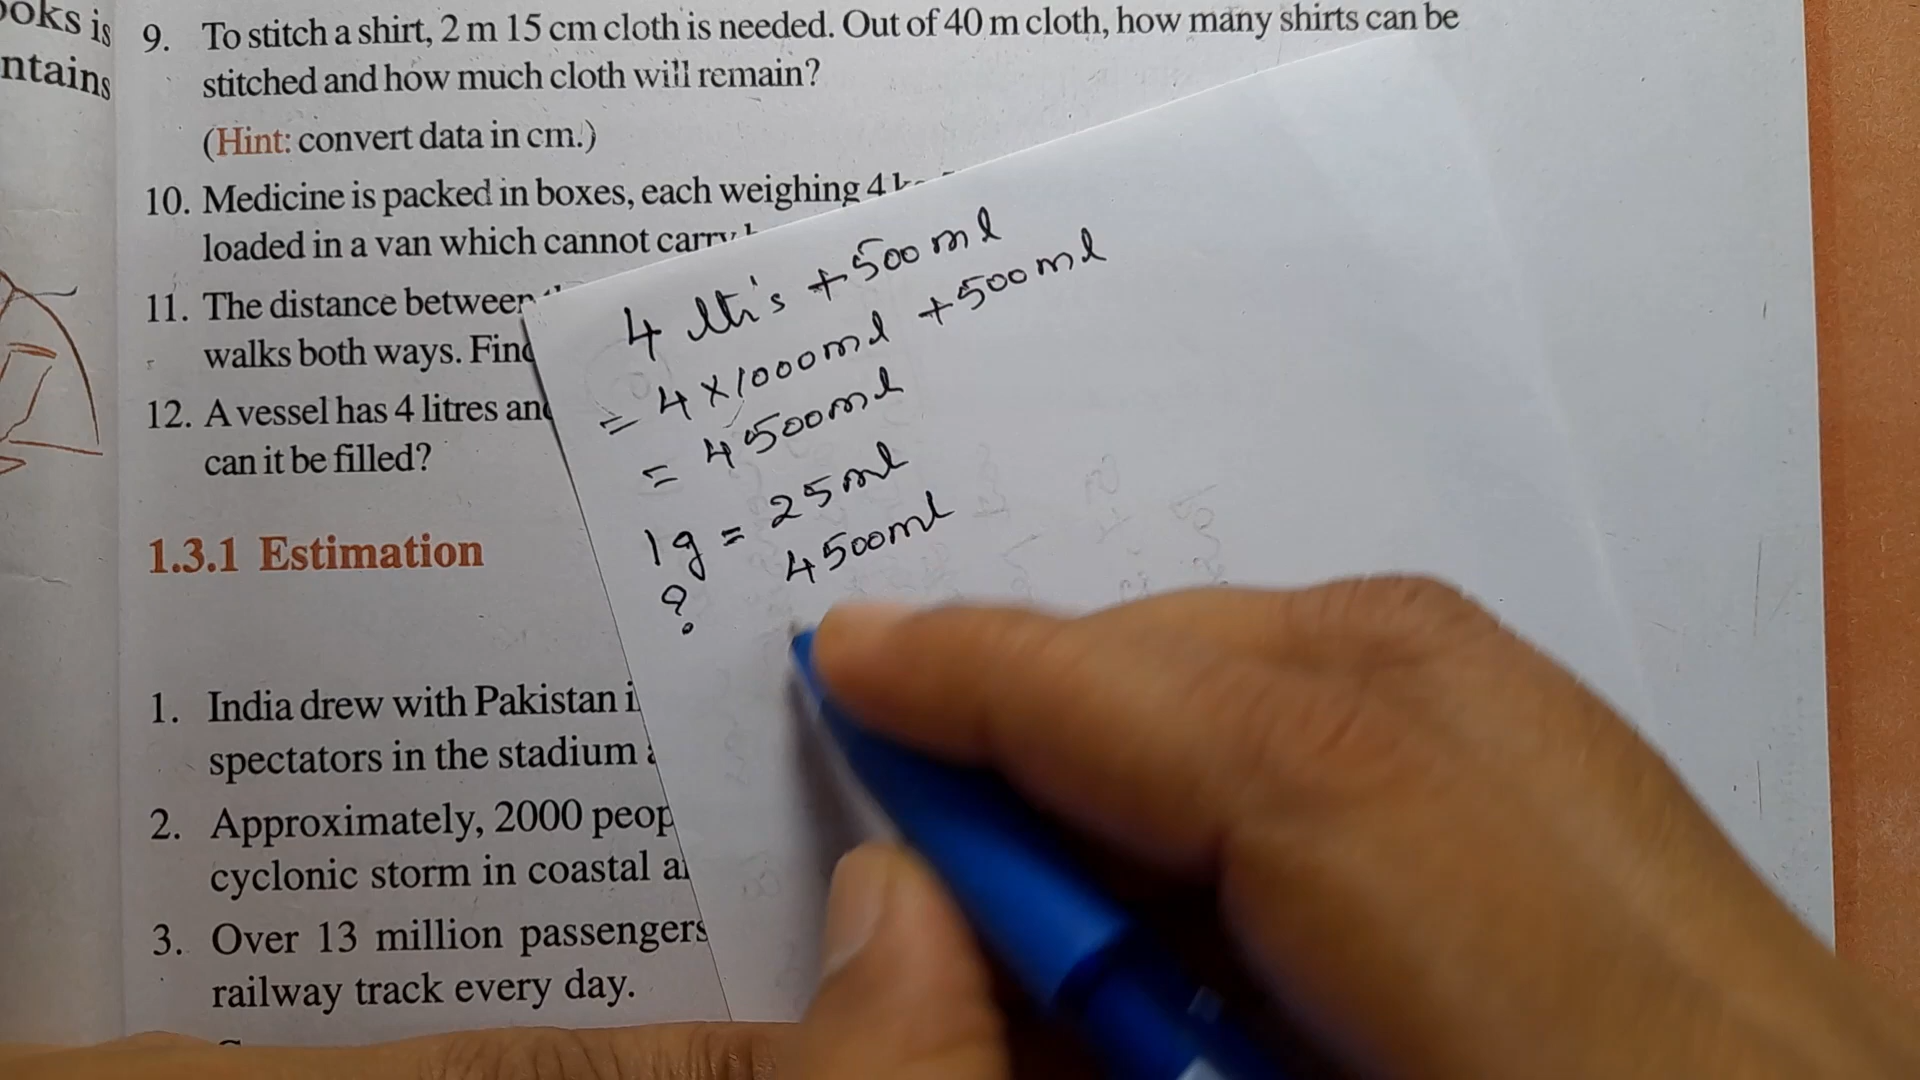 ooks is
ntains
9. To stitch a shirt, 2 m 15 cm cloth is needed. Out of 40 m cloth, how many shirts can be
stitched and how much cloth will remain?
(Hint: convert data in cm.)
10. Medicine is packed in boxes, each weighing 4
loaded in a van which cannot carry
11. The distance between
walks both ways. Find
12. A vessel has 4 litres and
can it be filled?
1.3.1 Estimation
1. India drew with Pakistan i
spectators in the stadium
2. Approximately, 2000 peop
cyclonic storm in coastal a
3. Over 13 million passengers
railway track every day.
4 ltr's + 500 ml
= 4 x 1000 ml + 500 ml
= 4500 ml
1g = 25 ml
? 4500 ml